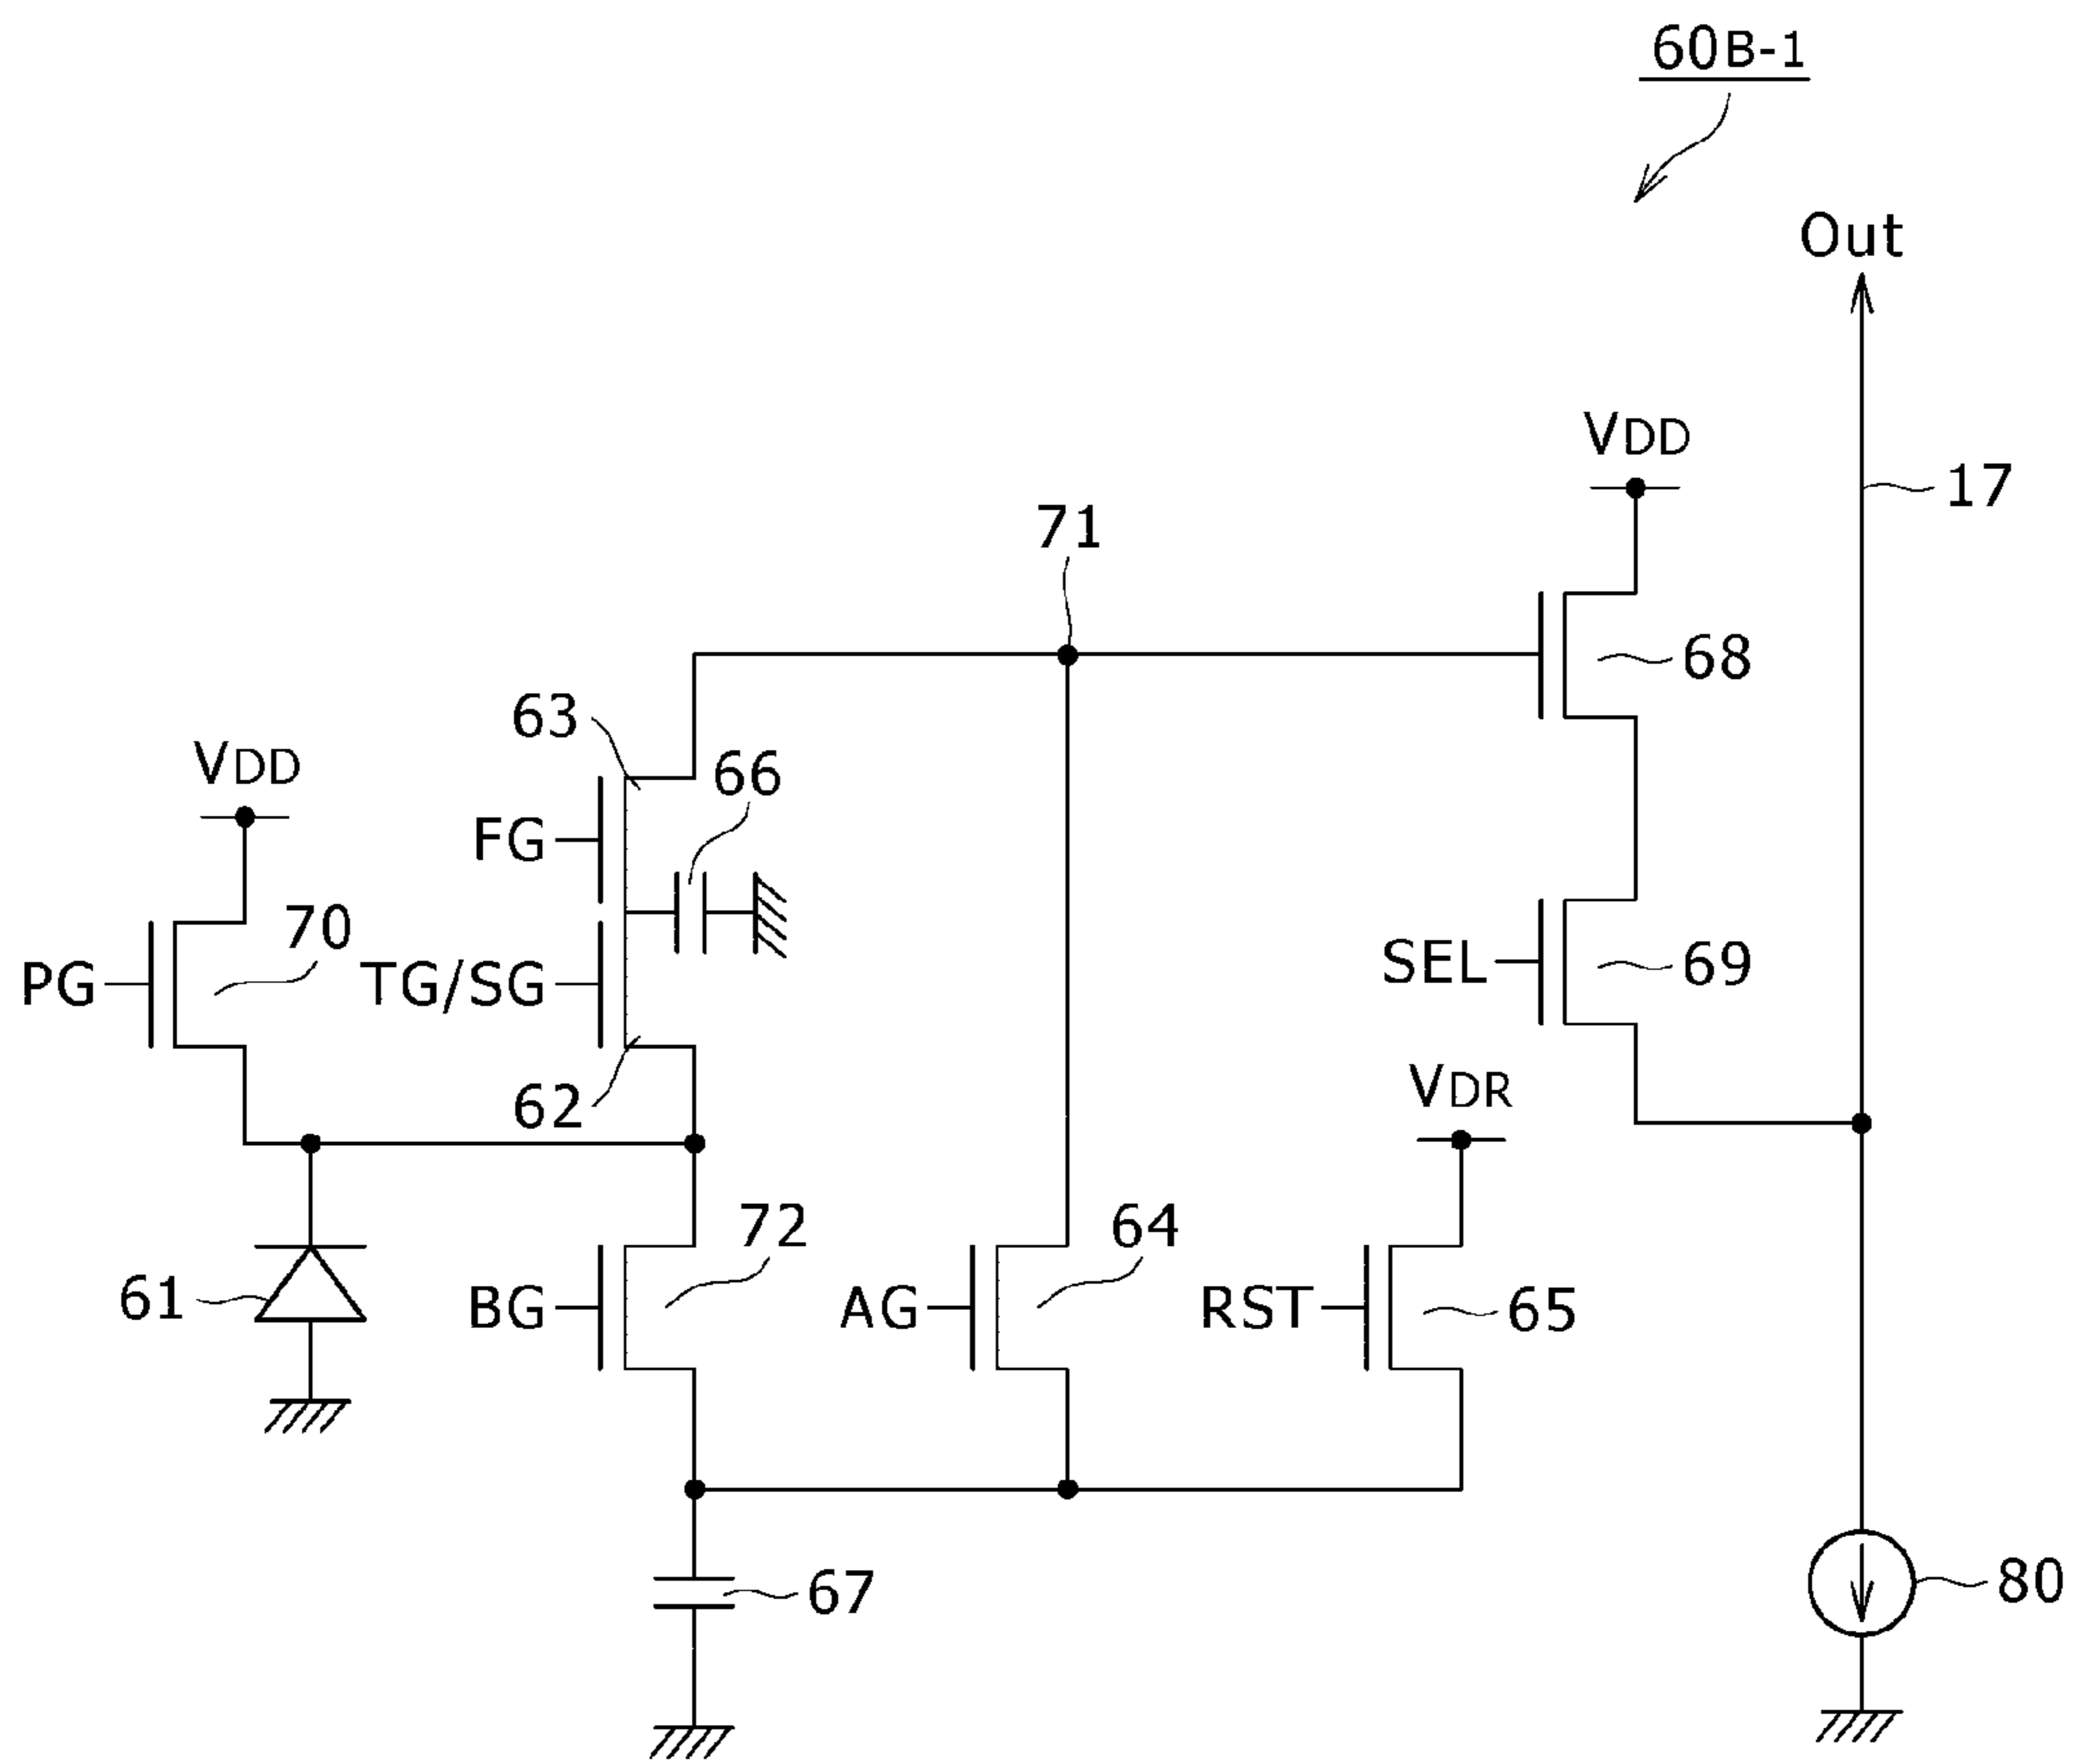 60B-1
Out
VDD
17
71
68
63
VDD
66
FG
70
SEL
69
PG
TG/SG
62
VDR
72
64
61
BG
AG
RST
65
67
80